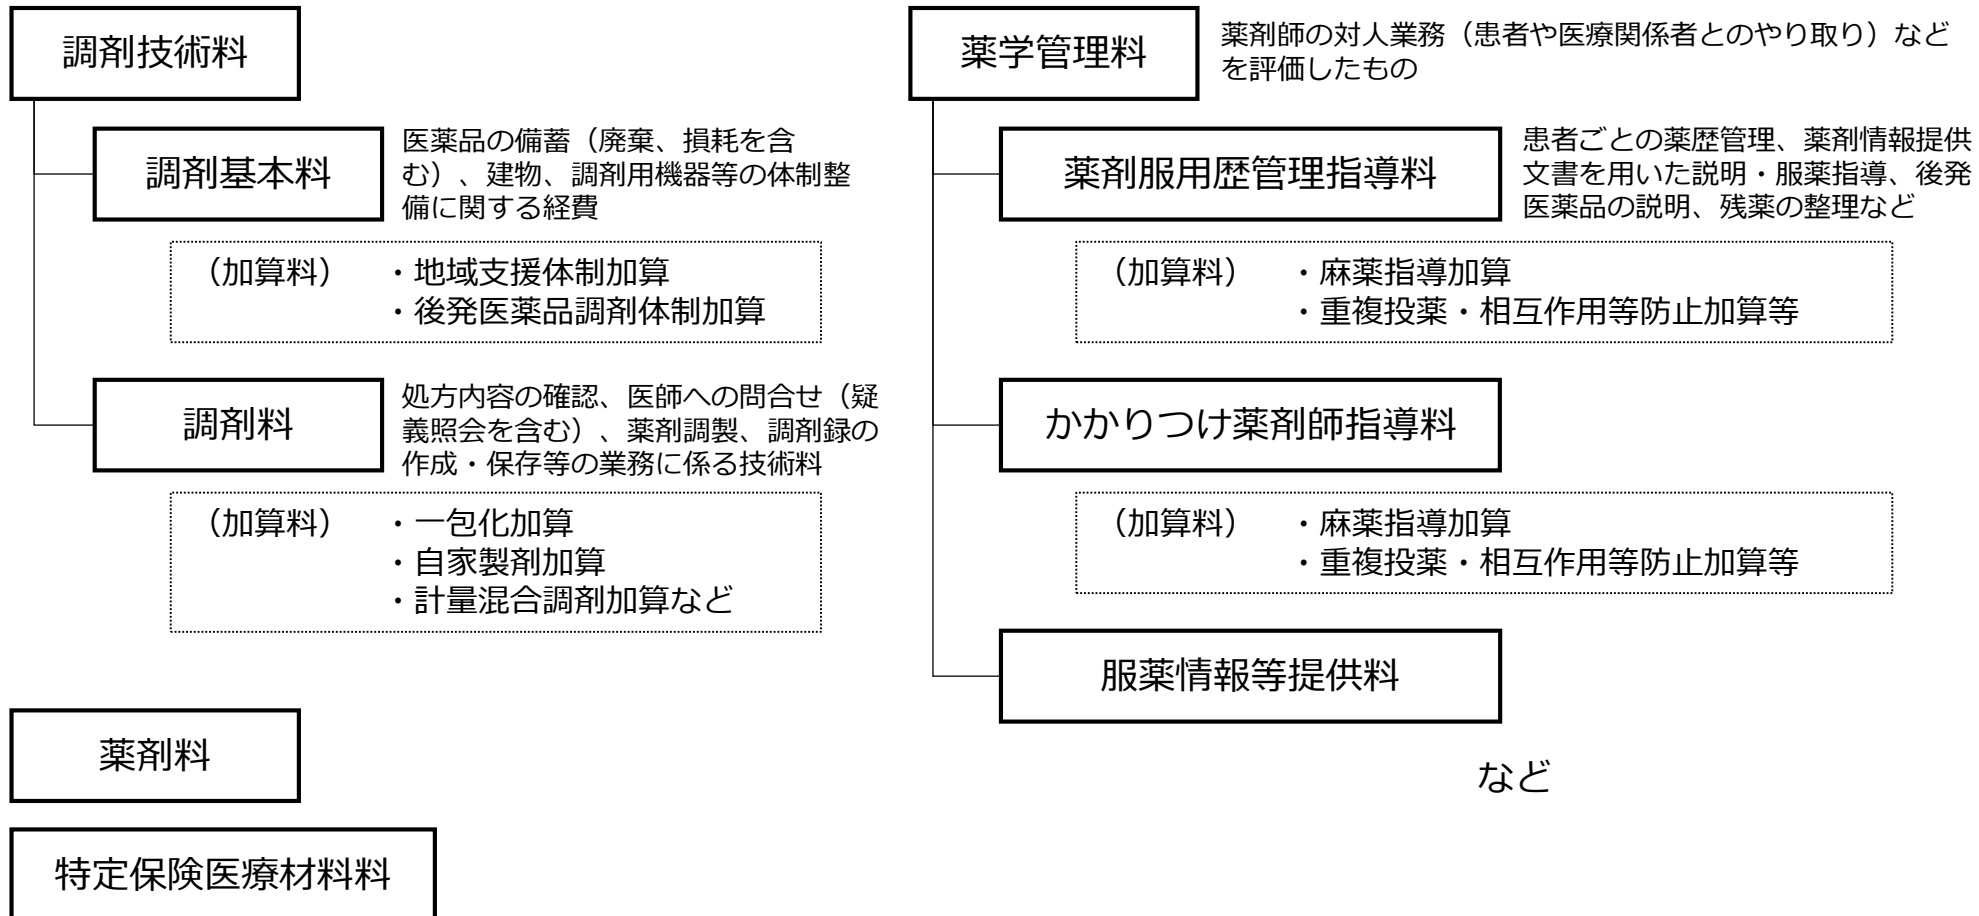 調剤技術料
調剤基本料
医薬品の備蓄（廃棄、損耗を含
む）、建物、調剤用機器等の体制整
備に関する経費
（加算料）　・地域支援体制加算
・後発医薬品調剤体制加算
調剤料
処方内容の確認、医師への問合せ（疑
義照会を含む）、薬剤調製、調剤録の
作成・保存等の業務に係る技術料
（加算料）　・一包化加算
・自家製剤加算
・計量混合調剤加算など
薬剤料
特定保険医療材料料
薬学管理料
薬剤師の対人業務（患者や医療関係者とのやり取り）など
を評価したもの
薬剤服用歴管理指導料
患者ごとの薬歴管理、薬剤情報提供
文書を用いた説明・服薬指導、後発
医薬品の説明、残薬の整理など
（加算料）　・麻薬指導加算
・重複投薬・相互作用等防止加算等
かかりつけ薬剤師指導料
（加算料）　・麻薬指導加算
・重複投薬・相互作用等防止加算等
服薬情報等提供料
など